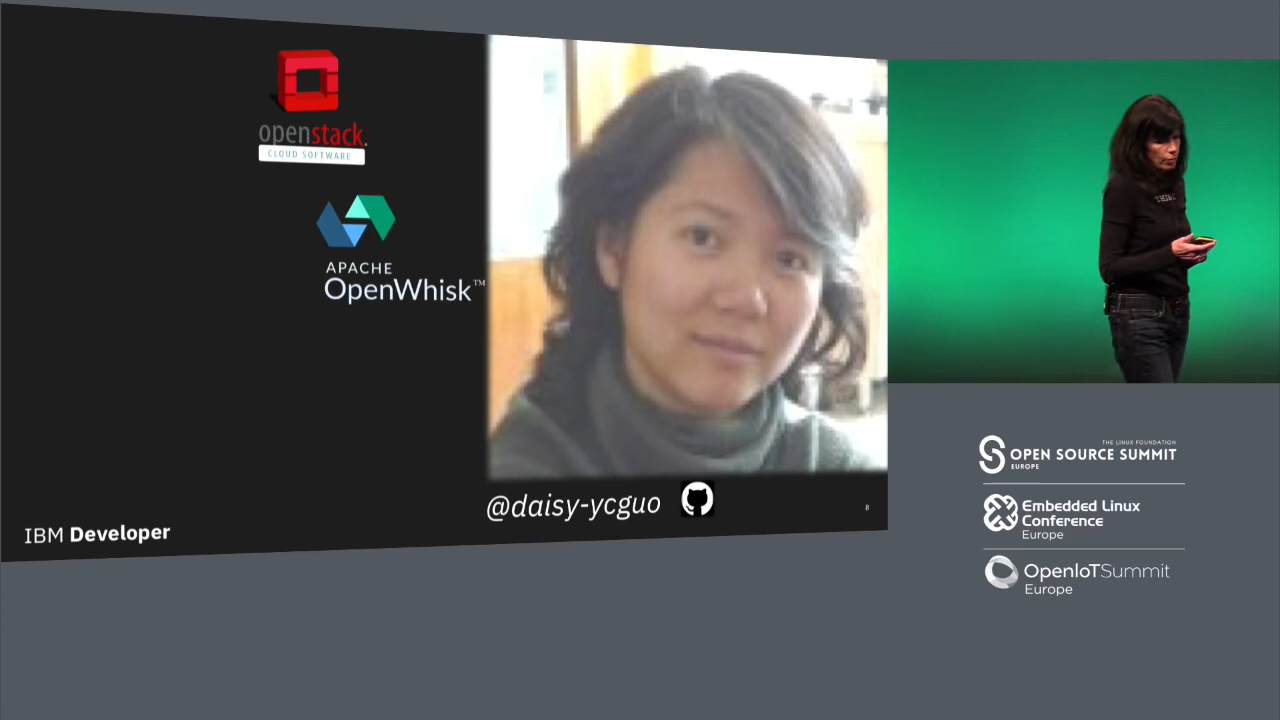 openstack.
CLOUD SOFTWARE
APACHE
OpenWhisk™
@daisy-ycguo
8
IBM Developer
THINK
THE LINUX FOUNDATION
OPEN SOURCE SUMMIT
EUROPE
Embedded Linux
Conference
Europe
OpenIoTSummit
Europe